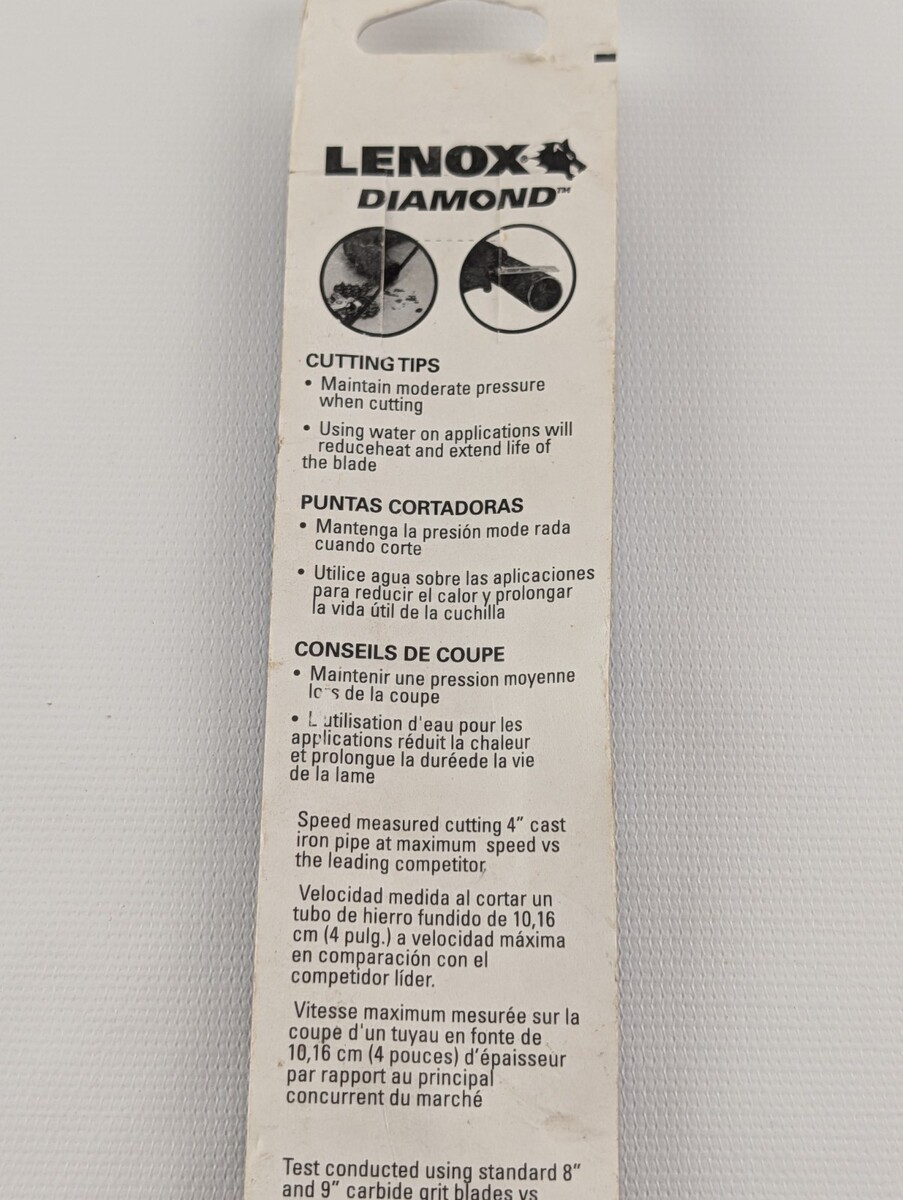 LENOX®
DIAMOND™
CUTTING TIPS
• Maintain moderate pressure
when cutting
• Using water on applications will
reduceheat and extend life of
the blade
PUNTAS CORTADORAS
• Mantenga la presión mode rada
cuando corte
• Utilice agua sobre las aplicaciones
para reducir el calor y prolongar
la vida útil de la cuchilla
CONSEILS DE COUPE
• Maintenir une pression moyenne
lors de la coupe
• L'utilisation d'eau pour les
applications réduit la chaleur
et prolongue la duréede la vie
de la lame
Speed measured cutting 4” cast
iron pipe at maximum speed vs
the leading competitor.
Velocidad medida al cortar un
tubo de hierro fundido de 10,16
cm (4 pulg.) a velocidad máxima
en comparación con el
competidor líder.
Vitesse maximum mesurée sur la
coupe d'un tuyau en fonte de
10,16 cm (4 pouces) d'épaisseur
par rapport au principal
concurrent du marché
Test conducted using standard 8”
and 9” carbide grit blades vs